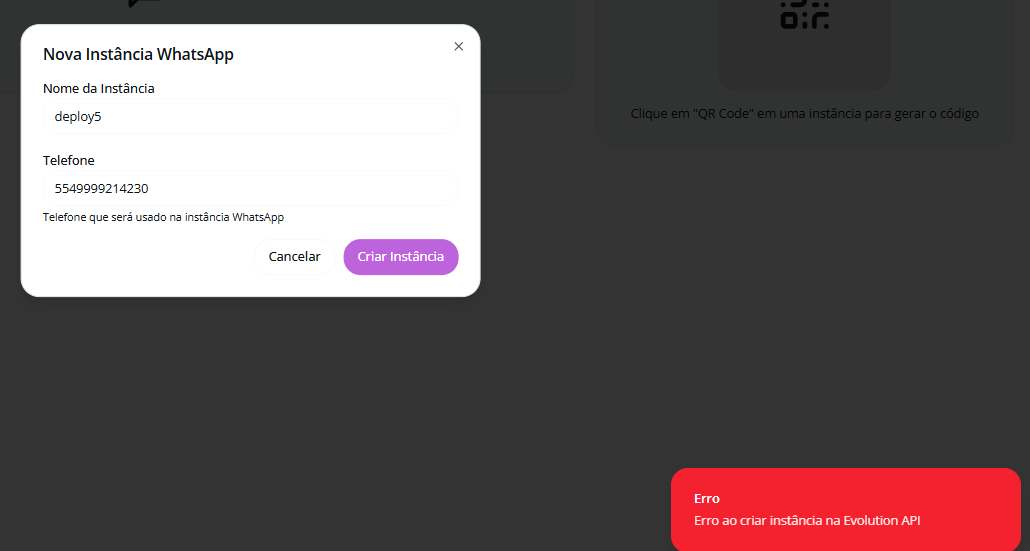 Nova Instância WhatsApp
Nome da Instância
deploy5
Telefone
5549999214230
Telefone que será usado na instância WhatsApp
Cancelar
Criar Instância
Clique em "QR Code" em uma instância para gerar o código
Erro
Erro ao criar instância na Evolution API